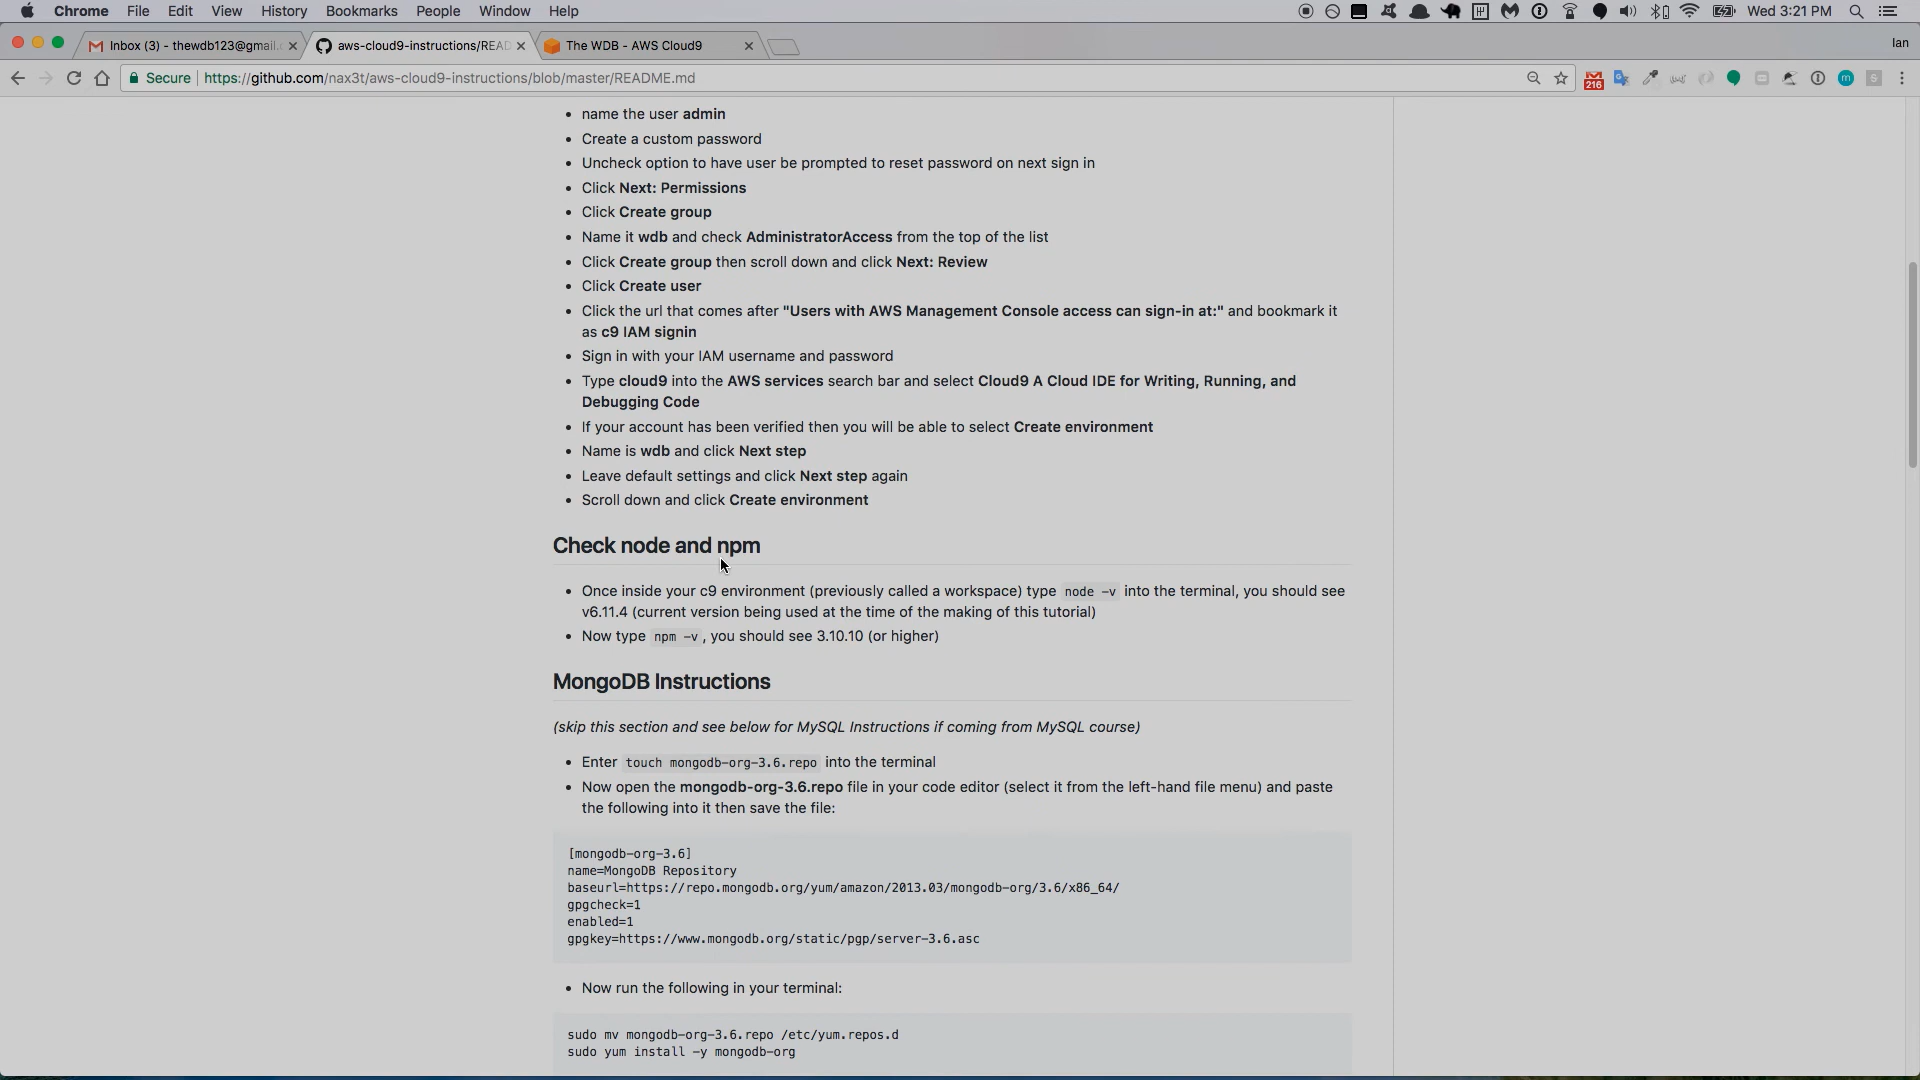 Chrome File Edit View History Bookmarks People Window Help Wed 3:21 PM
Inbox (3) - thewdb123@gmail. aws-cloud9-instructions/READ The WDB - AWS Cloud9 Ian
Secure https://github.com/nax3t/aws-cloud9-instructions/blob/master/README.md 216
• name the user admin
• Create a custom password
• Uncheck option to have user be prompted to reset password on next sign in
• Click Next: Permissions
• Click Create group
• Name it wdb and check AdministratorAccess from the top of the list
• Click Create group then scroll down and click Next: Review
• Click Create user
• Click the url that comes after "Users with AWS Management Console access can sign-in at:" and bookmark it
as c9 IAM signin
• Sign in with your IAM username and password
• Type cloud9 into the AWS services search bar and select Cloud9 A Cloud IDE for Writing, Running, and
Debugging Code
• If your account has been verified then you will be able to select Create environment
• Name is wdb and click Next step
• Leave default settings and click Next step again
• Scroll down and click Create environment
Check node and npm
• Once inside your c9 environment (previously called a workspace) type node -v into the terminal, you should see
v6.11.4 (current version being used at the time of the making of this tutorial)
• Now type npm -v, you should see 3.10.10 (or higher)
MongoDB Instructions
(skip this section and see below for MySQL Instructions if coming from MySQL course)
• Enter touch mongodb-org-3.6.repo into the terminal
• Now open the mongodb-org-3.6.repo file in your code editor (select it from the left-hand file menu) and paste
the following into it then save the file:
[mongodb-org-3.6]
name=MongoDB Repository
baseurl=https://repo.mongodb.org/yum/amazon/2013.03/mongodb-org/3.6/x86_64/
gpgcheck=1
enabled=1
gpgkey=https://www.mongodb.org/static/pgp/server-3.6.asc
• Now run the following in your terminal:
sudo mv mongodb-org-3.6.repo /etc/yum.repos.d
sudo yum install -y mongodb-org